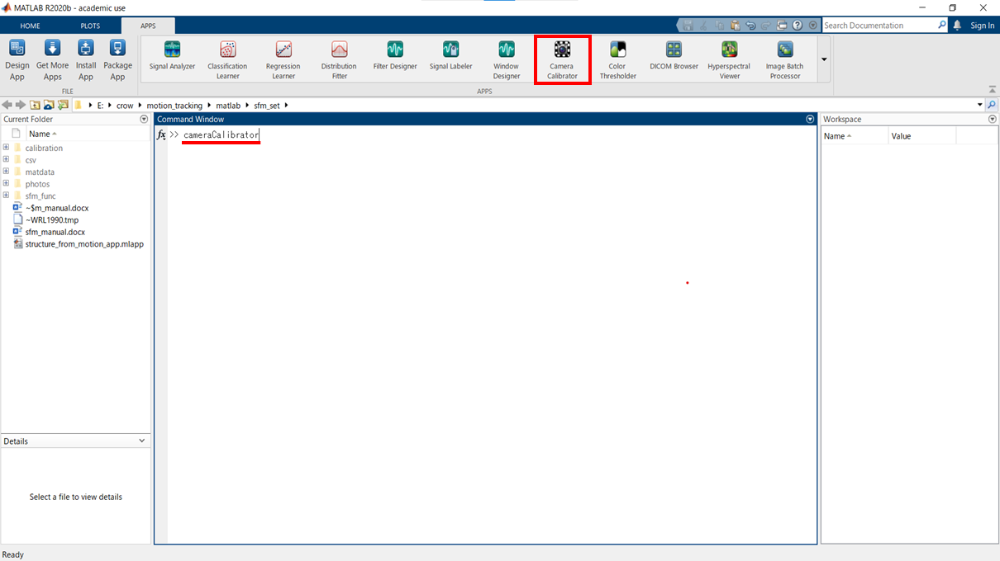 MATLAB R2020b - academic use
HOME PLOTS APPS
Search Documentation Sign In
Design App
Get More Apps
Install App
Package App
Signal Analyzer
Classification Learner
Regression Learner
Distribution Fitter
Filter Designer
Signal Labeler
Window Designer
Camera Calibrator
Color Thresholder
DICOM Browser
Hyperspectral Viewer
Image Batch Processor
FILE APPS
E: crow motion_tracking matlab sfm_set
Current Folder
Name
calibration
csv
matdata
photos
sfm_func
~$m_manual.docx
~WRL1990.tmp
sfm_manual.docx
structure_from_motion_app.mlapp
Details
Select a file to view details
Command Window
fx >> cameraCalibrator
Workspace
Name Value
Ready